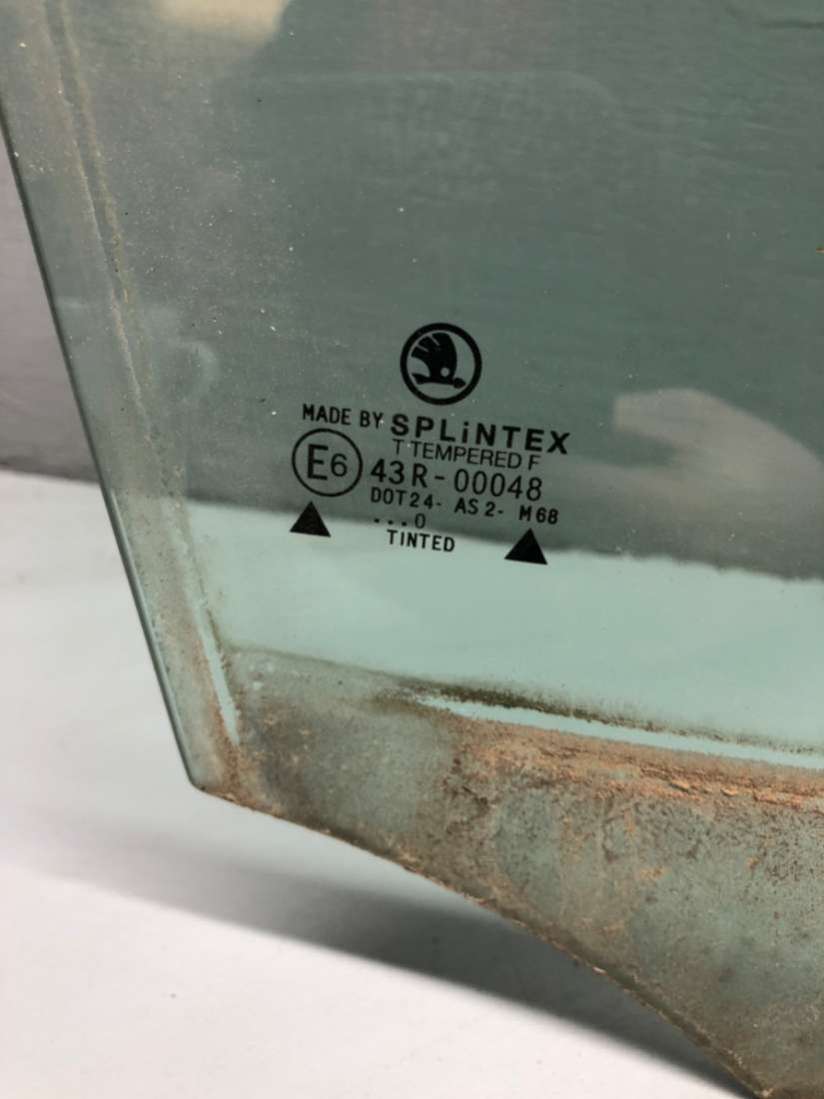 MADE BY SPLiNTEX
T TEMPERED F
E6 43R-00048
DOT24- AS2- M68
...0
TINTED